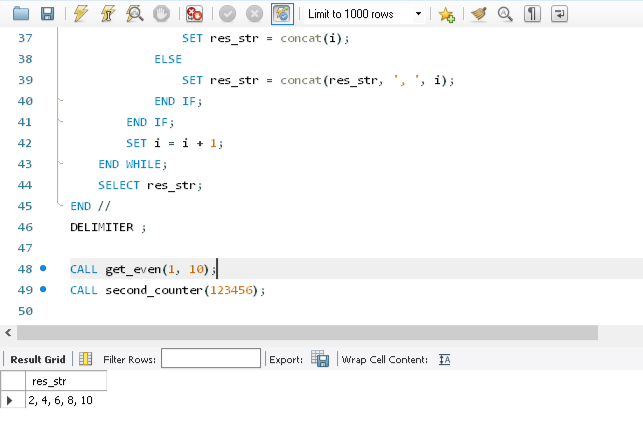 Limit to 1000 rows
37 SET res_str = concat(i);
38 ELSE
39 SET res_str = concat(res_str, ', ', i);
40 END IF;
41 END IF;
42 SET i = i + 1;
43 END WHILE;
44 SELECT res_str;
45 END //
46 DELIMITER ;
47
48 CALL get_even(1, 10);
49 CALL second_counter(123456);
50
Result Grid Filter Rows: Export: Wrap Cell Content: IA
res_str
2, 4, 6, 8, 10